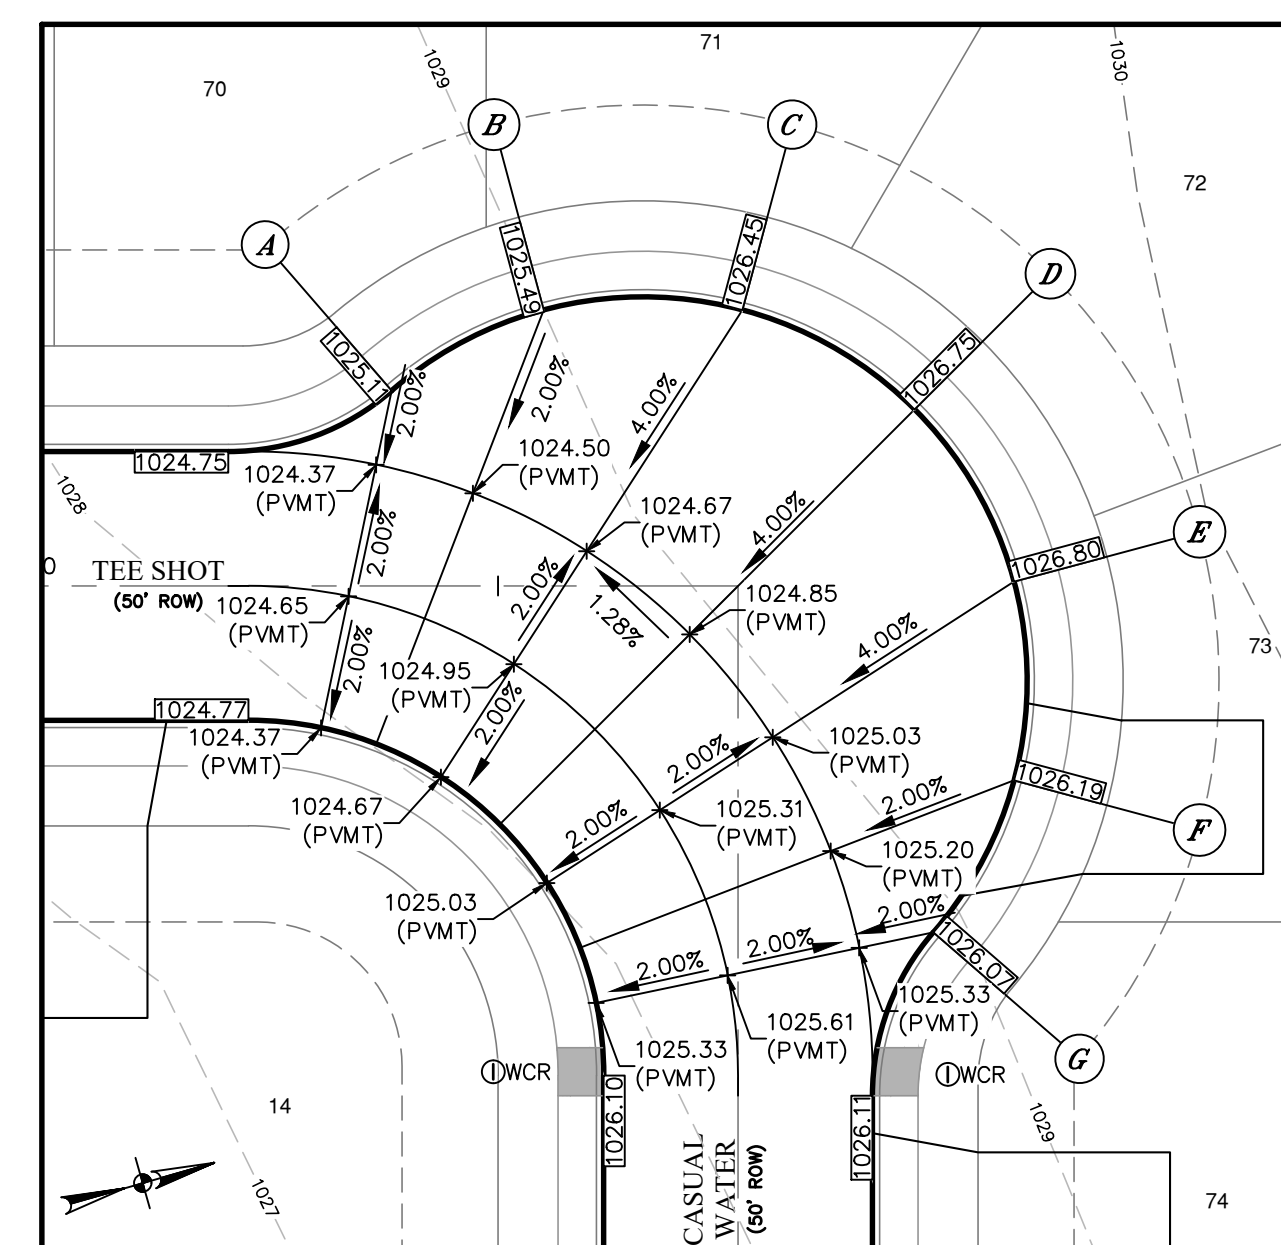 71
70
1029
1030
B
C
72
A
D
1025.49
1026.45
1025.11
1026.75
2.00%
2.00%
4.00%
1024.75
1024.37
(PVMT)
1024.50
(PVMT)
1028
1024.67
(PVMT)
4.00%
E
1026.80
2.00%
2.00%
TEE SHOT
(50' ROW)
1024.65
(PVMT)
1.28%
1024.85
(PVMT)
4.00%
73
2.00%
1024.95
(PVMT)
2.00%
1024.77
1024.37
(PVMT)
1025.03
(PVMT)
2.00%
1026.19
1024.67
(PVMT)
2.00%
1025.31
(PVMT)
2.00%
F
1025.20
(PVMT)
1025.03
(PVMT)
2.00%
2.00%
2.00%
1026.07
1025.33
(PVMT)
1025.61
(PVMT)
1025.33
(PVMT)
G
I WCR
I WCR
1026.10
1026.11
14
1029
CASUAL
WATER
(50' ROW)
1027
74